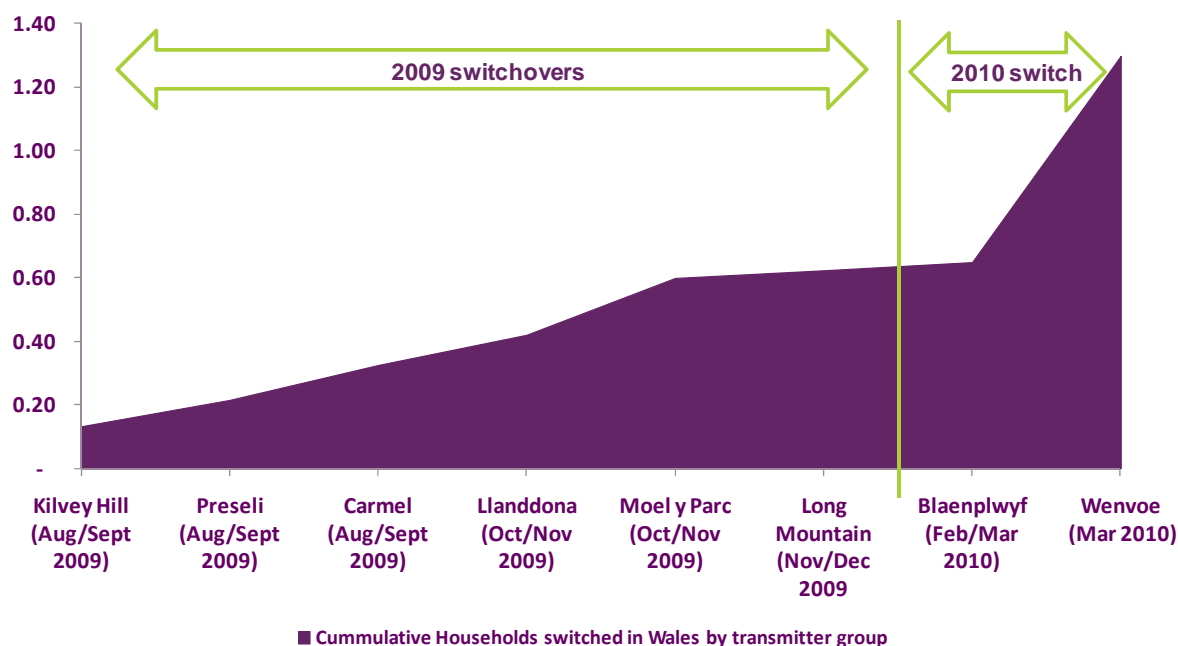 1.40
1.20
1.00
0.80
0.60
0.40
0.20
-
2009 switchovers
2010 switch
Kilvey Hill
(Aug/Sept
2009)
Preseli
(Aug/Sept
2009)
Carmel
(Aug/Sept
2009)
Llanddona
(Oct/Nov
2009)
Moel y Parc
(Oct/Nov
2009)
Long
Mountain
(Nov/Dec
2009
Blaenplwyf
(Feb/Mar
2010)
Wenvoe
(Mar 2010)
Cummulative Households switched in Wales by transmitter group